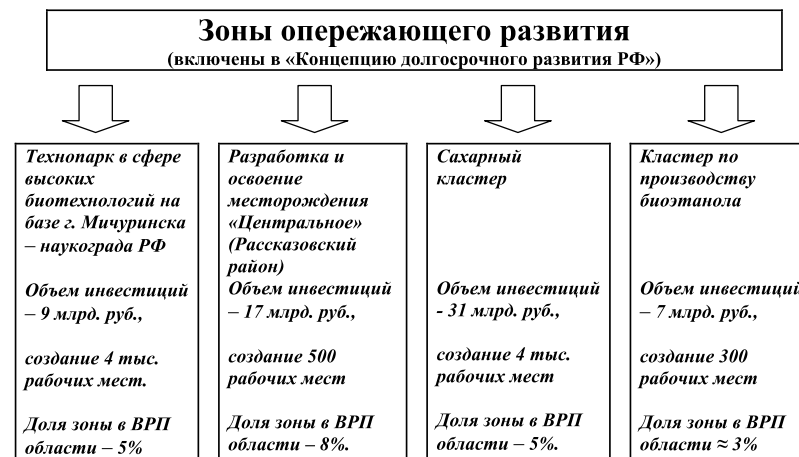 Зоны опережающего развития
(включены в «Концепцию долгосрочного развития РФ»)
Технопарк в сфере
высоких
биотехнологий на
базе г. Мичуринска
– наукограда РФ
Объем инвестиций
– 9 млрд. руб.,
создание 4 тыс.
рабочих мест.
Доля зоны в ВРП
области – 5%
Разработка и
освоение
месторождения
«Центральное»
(Рассказовский
район)
Объем инвестиций
– 17 млрд. руб.,
создание 500
рабочих мест
Доля зоны в ВРП
области – 8%.
Сахарный
кластер
Объем инвестиций
- 31 млрд. руб.,
создание 4 тыс.
рабочих мест
Доля зоны в ВРП
области – 5%.
Кластер по
производству
биоэтанола
Объем инвестиций
– 7 млрд. руб.,
создание 300
рабочих мест
Доля зоны в ВРП
области ≈ 3%